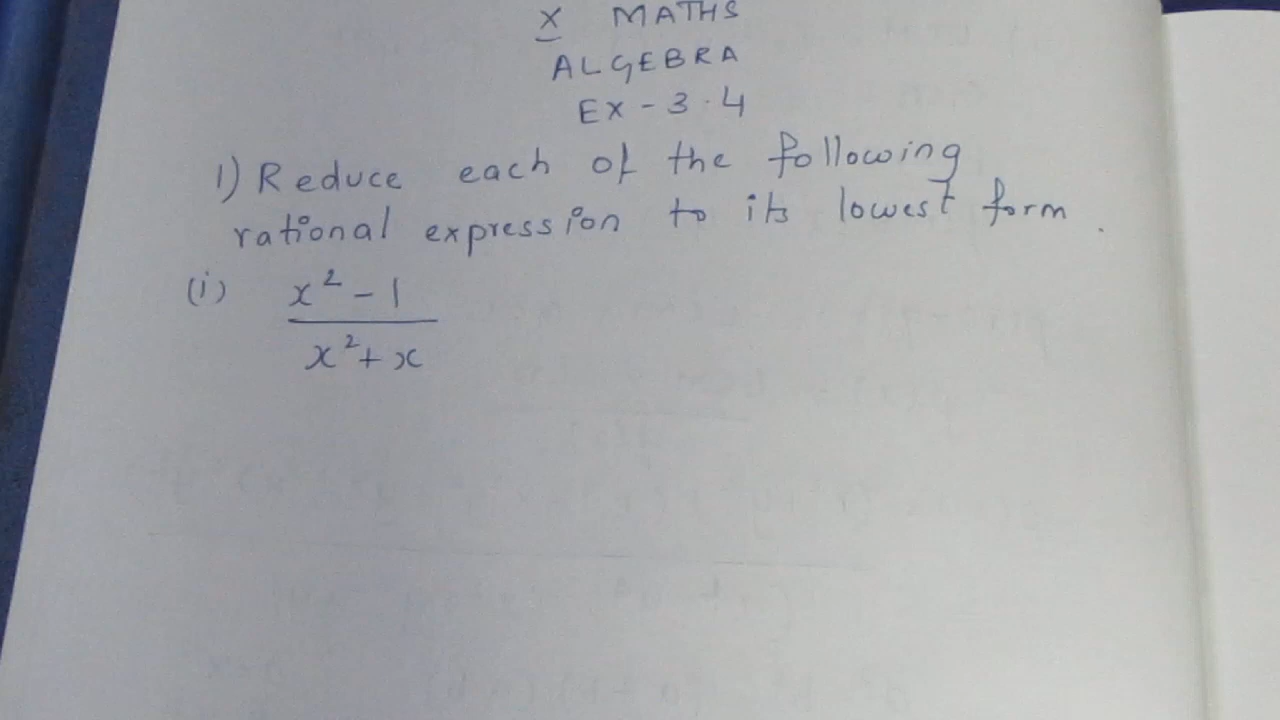 X MATHS
ALGEBRA
EX - 3.4
1) Reduce each of the following
rational expression to its lowest form.
(i) x² - 1
x² + x